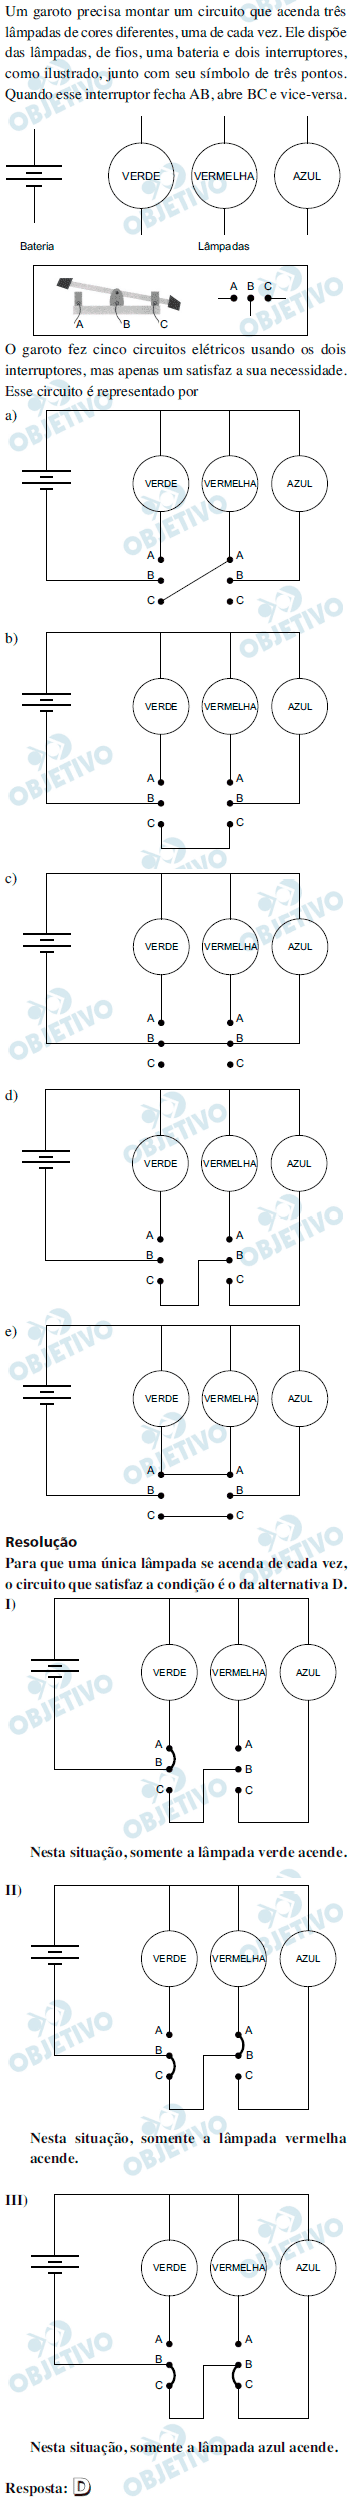 Um garoto precisa montar um circuito que acenda três
lâmpadas de cores diferentes, uma de cada vez. Ele dispõe
das lâmpadas, de fios, uma bateria e dois interruptores,
como ilustrado, junto com seu símbolo de três pontos.
Quando esse interruptor fecha AB, abre BC e vice-versa.
VERDE VERMELHA AZUL
Bateria Lâmpadas
A B C
A B C
O garoto fez cinco circuitos elétricos usando os dois
interruptores, mas apenas um satisfaz a sua necessidade.
Esse circuito é representado por
a)
VERDE VERMELHA AZUL
A A
B B
C C
b)
VERDE VERMELHA AZUL
A A
B B
C C
c)
VERDE VERMELHA AZUL
A A
B B
C C
d)
VERDE VERMELHA AZUL
A A
B B
C C
e)
VERDE VERMELHA AZUL
A A
B B
C C
Resolução
Para que uma única lâmpada se acenda de cada vez,
o circuito que satisfaz a condição é o da alternativa D.
I)
VERDE VERMELHA AZUL
A A
B B
C C
Nesta situação, somente a lâmpada verde acende.
II)
VERDE VERMELHA AZUL
A A
B B
C C
Nesta situação, somente a lâmpada vermelha
acende.
III)
VERDE VERMELHA AZUL
A A
B B
C C
Nesta situação, somente a lâmpada azul acende.
Resposta: D